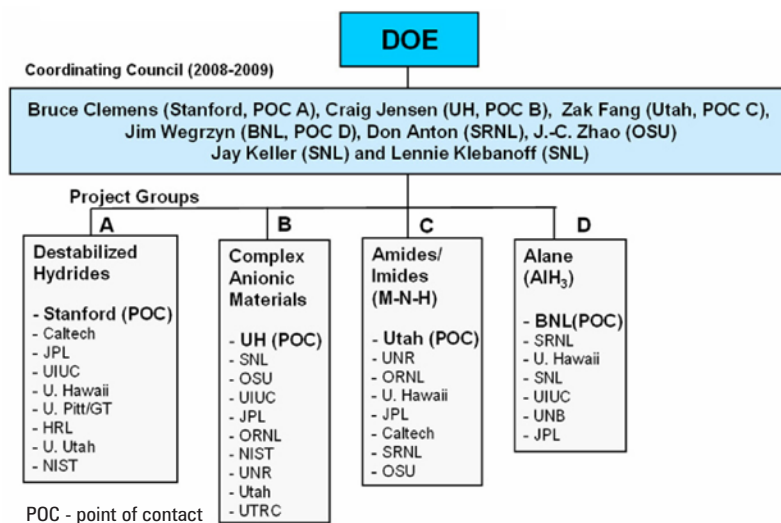 DOE
Coordinating Council (2008-2009)
Bruce Clemens (Stanford, POC A), Craig Jensen (UH, POC B), Zak Fang (Utah, POC C),
Jim Wegrzyn (BNL, POC D), Don Anton (SRNL), J.-C. Zhao (OSU)
Jay Keller (SNL) and Lennie Klebanoff (SNL)
Project Groups
A
Destabilized
Hydrides
- Stanford (POC)
- Caltech
- JPL
- UIUC
- U. Hawaii
- U. Pitt/GT
- HRL
- U. Utah
- NIST
B
Complex
Anionic
Materials
- UH (POC)
- SNL
- OSU
- UIUC
- JPL
- ORNL
- NIST
- UNR
- Utah
- UTRC
C
Amides/
Imides
(M-N-H)
- Utah (POC)
- UNR
- ORNL
- U. Hawaii
- JPL
- Caltech
- SRNL
- OSU
D
Alane
(AlH₃)
- BNL(POC)
- SRNL
- U. Hawaii
- SNL
- UIUC
- UNB
- JPL
POC - point of contact